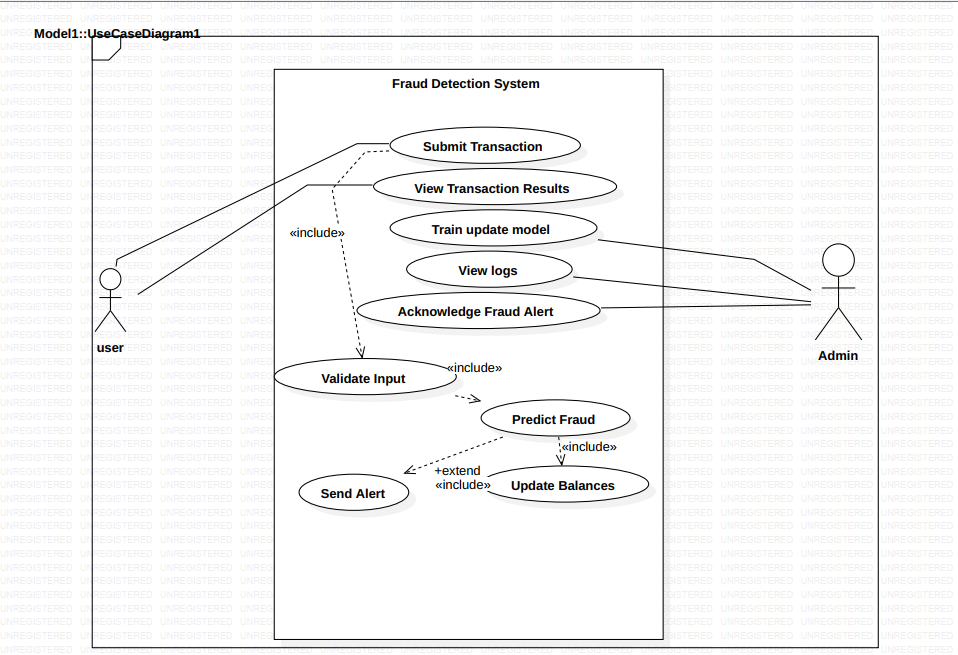 Model1::UseCaseDiagram1
Fraud Detection System
Submit Transaction
View Transaction Results
Train update model
«include»
View logs
Acknowledge Fraud Alert
user
Admin
Validate Input
«include»
Predict Fraud
«include»
+extend
«include»
Send Alert
Update Balances
UNREGISTERED